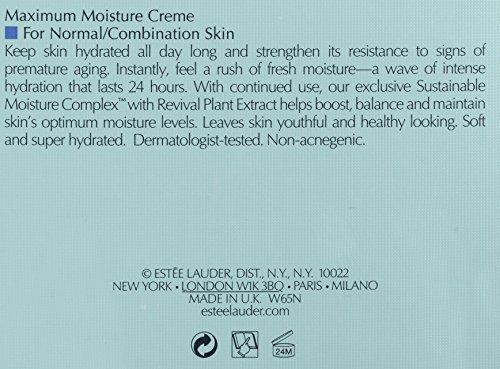 Maximum Moisture Creme
For Normal/Combination Skin
Keep skin hydrated all day long and strengthen its resistance to signs of
premature aging. Instantly, feel a rush of fresh moisture—a wave of intense
hydration that lasts 24 hours. With continued use, our exclusive Sustainable
Moisture Complex™ with Revival Plant Extract helps boost, balance and maintain
skin's optimum moisture levels. Leaves skin youthful and healthy looking. Soft
and super hydrated. Dermatologist-tested. Non-acnegenic.
© ESTĒE LAUDER, DIST., N.Y., N.Y. 10022
NEW YORK • LONDON W1K 3BQ • PARIS • MILANO
MADE IN U.K. W65N
esteelauder.com
24M